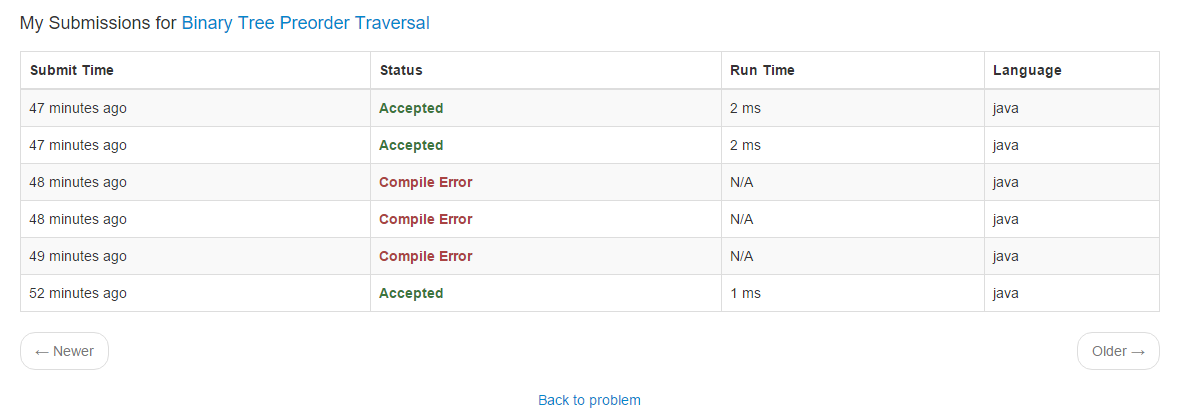 My Submissions for Binary Tree Preorder Traversal
Submit Time Status Run Time Language
47 minutes ago Accepted 2 ms java
47 minutes ago Accepted 2 ms java
48 minutes ago Compile Error N/A java
48 minutes ago Compile Error N/A java
49 minutes ago Compile Error N/A java
52 minutes ago Accepted 1 ms java
← Newer Older →
Back to problem